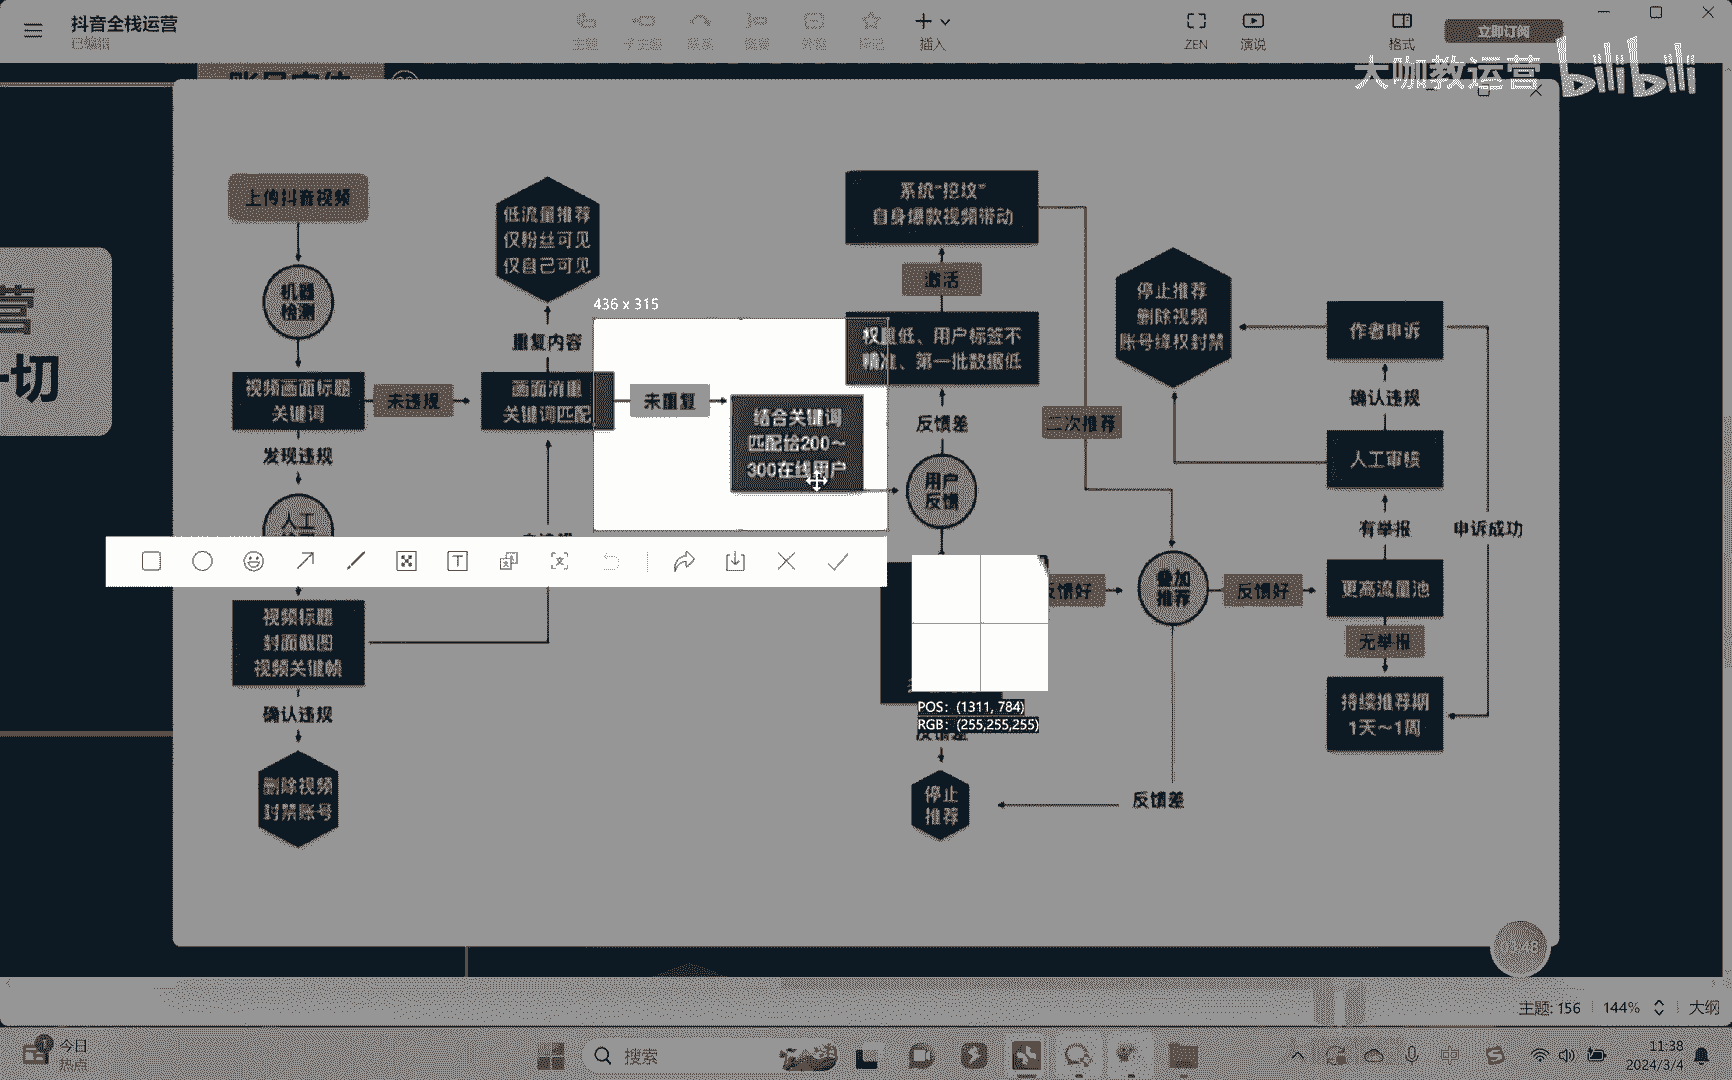 抖音全栈运营
已编辑
主题
子主题
联系
概要
外框
标记
插入
ZEN
演说
格式
立即订阅
大咖教运营
bilibili
营
一切
上传抖音视频
机器
检测
视频画面标题
关键词
未违规
发现违规
人工
视频标题
封面截图
视频关键帧
确认违规
删除视频
封禁账号
低流量推荐
仅粉丝可见
仅自己可见
重复内容
画面消重
关键词匹配
436 x 315
未重复
结合关键词
匹配给200~
300在线用户
系统“挖坟”
自身爆款视频带动
激活
权重低、用户标签不
精准、第一批数据低
反馈差
用户
反馈
反馈好
POS: (1311, 784)
RGB: (255,255,255)
反馈差
停止
推荐
二次推荐
叠加
推荐
反馈好
反馈差
停止推荐
删除视频
账号降权封禁
作者申诉
确认违规
人工审核
有举报
申诉成功
更高流量池
无举报
持续推荐期
1天~1周
主题: 156
144%
大纲
1
今日
热点
搜索
中
11:38
2024/3/4